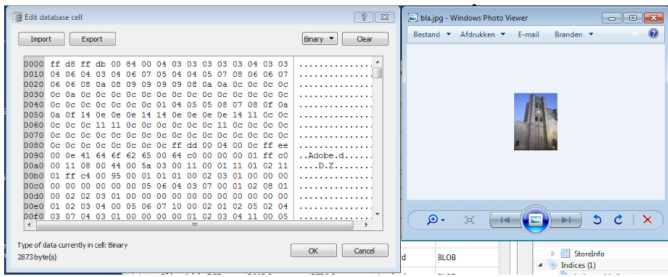 Edit database cell
Import Export Binary Clear
0000 ff d8 ff db 00 84 00 04 03 03 03 03 03 04 03 03
0010 04 06 04 03 04 06 07 05 04 04 05 07 08 06 06 07
0020 06 06 08 0a 08 09 09 09 09 08 0a 0a 0c 0c 0c 0c
0030 0c 0a 0c 0c 0c 0c 0c 0c 0c 0c 0c 0c 0c 0c 0c 0c
0040 0c 0c 0c 0c 0c 0c 0c 01 04 05 05 08 07 08 0f 0a
0050 0a 0f 14 0e 0e 0e 14 14 0e 0e 0e 0e 14 11 0c 0c
0060 0c 0c 0c 11 11 0c 0c 0c 0c 0c 0c 11 0c 0c 0c 0c
0070 0c 0c 0c 0c 0c 0c 0c 0c 0c 0c 0c 0c 0c 0c 0c 0c
0080 0c 0c 0c 0c 0c 0c 0c 0c ff dd 00 04 00 0c ff ee
0090 00 0e 41 64 6f 62 65 00 64 c0 00 00 00 01 ff c0 ..Adobe.d.......
00a0 00 11 08 00 44 00 5a 03 00 11 00 01 11 01 02 11 ....D.Z.........
00b0 01 ff c4 00 95 00 01 01 01 00 02 03 01 00 00 00
00c0 00 00 00 00 00 00 05 06 04 03 07 00 01 02 08 01
00d0 00 02 02 03 01 00 00 00 00 00 00 00 00 00 00 00
00e0 01 02 03 04 00 05 06 07 10 00 02 01 02 05 02 04
00f0 03 07 04 03 01 00 00 00 00 01 02 03 04 11 00 05
Type of data currently in cell: Binary
2873 byte(s)
OK Cancel
bla.jpg - Windows Photo Viewer
Bestand Afdrukken E-mail Branden
BLOB
StoredInfo
Indices (1)